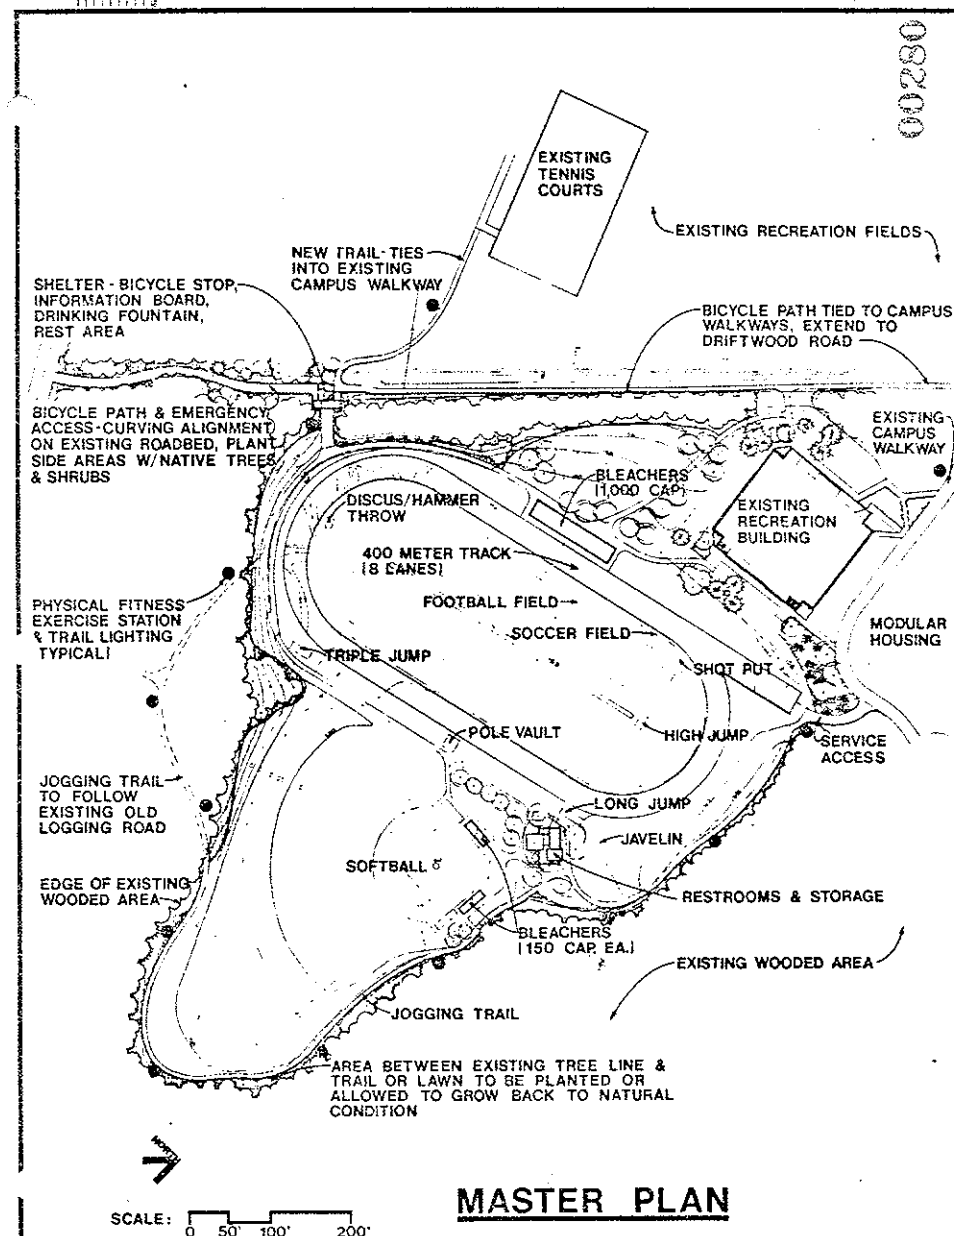 00280
EXISTING
TENNIS
COURTS
EXISTING RECREATION FIELDS
NEW TRAIL-TIES
INTO EXISTING
CAMPUS WALKWAY
SHELTER - BICYCLE STOP,
INFORMATION BOARD,
DRINKING FOUNTAIN,
REST AREA
BICYCLE PATH TIED TO CAMPUS
WALKWAYS, EXTEND TO
DRIFTWOOD ROAD
BICYCLE PATH & EMERGENCY
ACCESS-CURVING ALIGNMENT
ON EXISTING ROADBED, PLANT
SIDE AREAS W/NATIVE TREES
& SHRUBS
EXISTING
CAMPUS
WALKWAY
BLEACHERS
(1,000 CAP)
DISCUS/HAMMER
THROW
EXISTING
RECREATION
BUILDING
400 METER TRACK
(8 LANES)
FOOTBALL FIELD
SOCCER FIELD
PHYSICAL FITNESS
EXERCISE STATION
& TRAIL LIGHTING
TYPICAL)
MODULAR
HOUSING
TRIPLE JUMP
SHOT PUT
POLE VAULT
HIGH JUMP
SERVICE
ACCESS
JOGGING TRAIL
TO FOLLOW
EXISTING OLD
LOGGING ROAD
LONG JUMP
JAVELIN
SOFTBALL
EDGE OF EXISTING
WOODED AREA
RESTROOMS & STORAGE
BLEACHERS
(150 CAP. EA.)
EXISTING WOODED AREA
JOGGING TRAIL
AREA BETWEEN EXISTING TREE LINE &
TRAIL OR LAWN TO BE PLANTED OR
ALLOWED TO GROW BACK TO NATURAL
CONDITION
NORTH
MASTER PLAN
SCALE:
0 50' 100' 200'